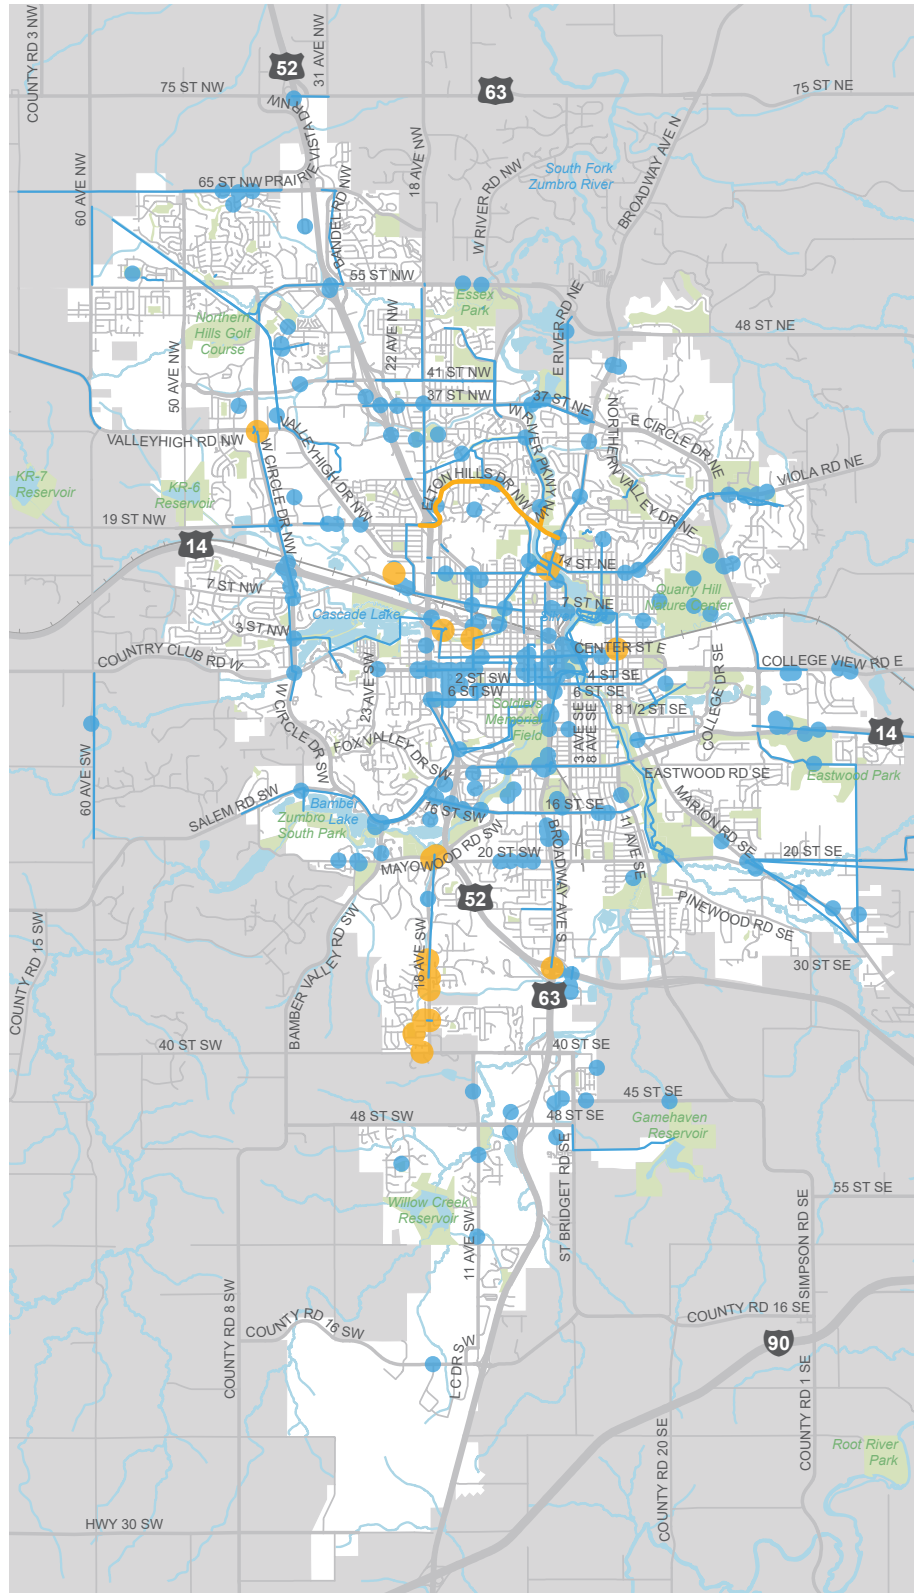 COUNTY RD 3 NW
52
31 AVE NW
75 ST NW
63
75 ST NE
PRAIRIE VISTA DR NW
18 AVE NW
W RIVER RD NW
South Fork
Zumbro River
BROADWAY AVE N
60 AVE NW
65 ST NW
BANDEL RD NW
55 ST NW
Essex
Park
Northern
Hills Golf
Course
22 AVE NW
E RIVER RD NE
48 ST NE
50 AVE NW
41 ST NW
37 ST NW
37 ST NE
VALLEYHIGH RD NW
VALLEYHIGH DR NW
W RIVER PKWY NW
NORTHERN VALLEY DR NE
E CIRCLE DR NE
VIOLA RD NE
KR-7
Reservoir
KR-6
Reservoir
W CIRCLE DR NW
ELTON HILLS DR NW
19 ST NW
14
14 ST NE
7 ST NW
Cascade Lake
7 ST NE
Quarry Hill
Nature Center
3 ST NW
CENTER ST E
COUNTRY CLUB RD W
COLLEGE VIEW RD E
2 ST SW
4 ST SE
6 ST SW
6 ST SE
23 AVE SW
W CIRCLE DR SW
Soldiers
Memorial
Field
8 1/2 ST SE
COLLEGE DR SE
3 AVE SE
8 AVE SE
14
60 AVE SW
FOX VALLEY DR SW
EASTWOOD RD SE
Eastwood Park
SALEM RD SW
Bamber
Lake
Zumbro
South Park
16 ST SW
16 ST SE
MARION RD SE
11 AVE SE
MAYOWOOD RD SW
20 ST SW
20 ST SE
BROADWAY AVE S
52
PINEWOOD RD SE
COUNTY RD 15 SW
BAMBER VALLEY RD SW
18 AVE SW
30 ST SE
63
40 ST SW
40 ST SE
45 ST SE
48 ST SW
48 ST SE
Gamehaven
Reservoir
ST BRIDGET RD SE
Willow Creek
Reservoir
11 AVE SW
55 ST SE
SIMPSON RD SE
COUNTY RD 8 SW
COUNTY RD 16 SW
COUNTY RD 16 SE
L C DR SW
90
COUNTY RD 1 SE
COUNTY RD 20 SE
Root River
Park
HWY 30 SW